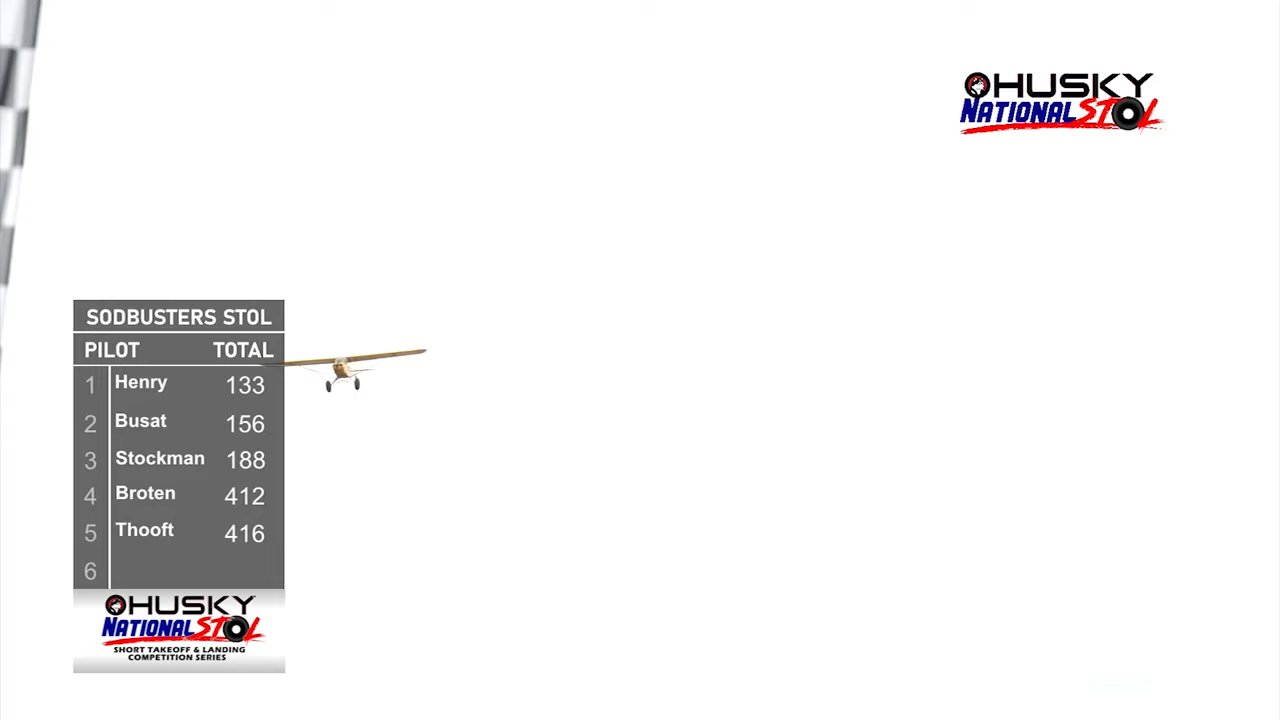 HUSKY
NATIONAL STOL
SODBUSTERS STOL
PILOT TOTAL
1 Henry 133
2 Busat 156
3 Stockman 188
4 Broten 412
5 Thooft 416
6
HUSKY
NATIONAL STOL
SHORT TAKEOFF & LANDING
COMPETITION SERIES